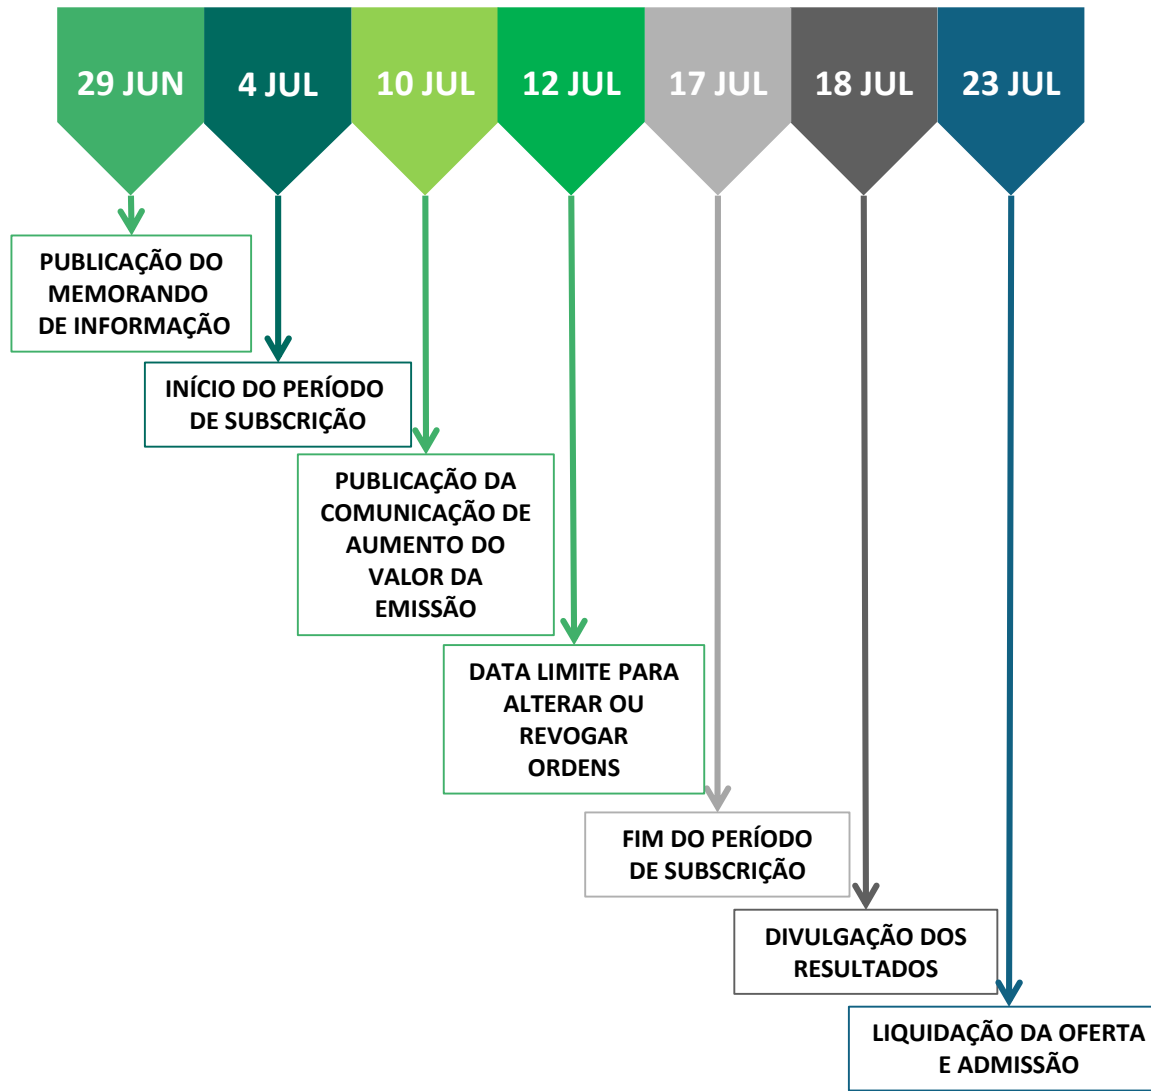 29 JUN
4 JUL
10 JUL
12 JUL
17 JUL
18 JUL
23 JUL
PUBLICAÇÃO DO
MEMORANDO
DE INFORMAÇÃO
INÍCIO DO PERÍODO
DE SUBSCRIÇÃO
PUBLICAÇÃO DA
COMUNICAÇÃO DE
AUMENTO DO
VALOR DA
EMISSÃO
DATA LIMITE PARA
ALTERAR OU
REVOGAR
ORDENS
FIM DO PERÍODO
DE SUBSCRIÇÃO
DIVULGAÇÃO DOS
RESULTADOS
LIQUIDAÇÃO DA OFERTA
E ADMISSÃO